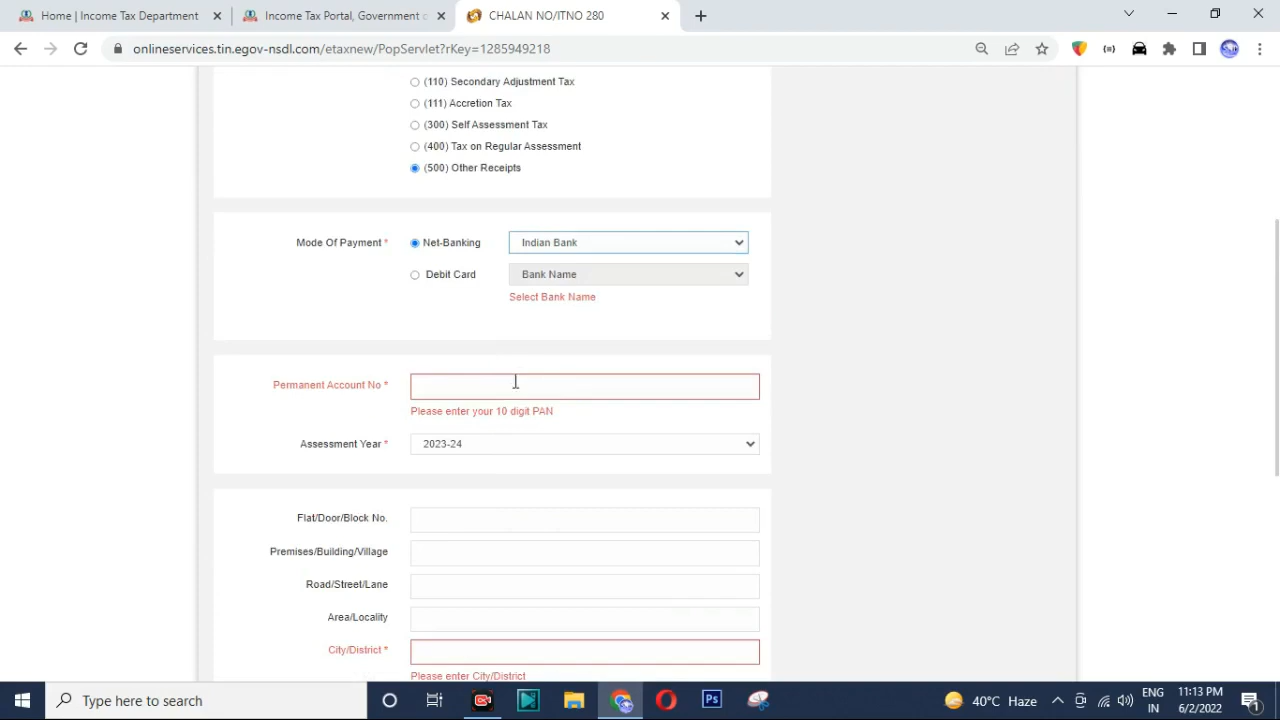 Home | Income Tax Department
Income Tax Portal, Government o
CHALAN NO/ITNO 280
onlineservices.tin.egov-nsdl.com/etaxnew/PopServlet?rKey=1285949218
(110) Secondary Adjustment Tax
(111) Accretion Tax
(300) Self Assessment Tax
(400) Tax on Regular Assessment
(500) Other Receipts
Mode Of Payment * Net-Banking Indian Bank
Debit Card Bank Name
Select Bank Name
Permanent Account No *
Please enter your 10 digit PAN
Assessment Year * 2023-24
Flat/Door/Block No.
Premises/Building/Village
Road/Street/Lane
Area/Locality
City/District *
Please enter City/District
Type here to search
Ps
40°C Haze
ENG
IN
11:13 PM
6/2/2022
1